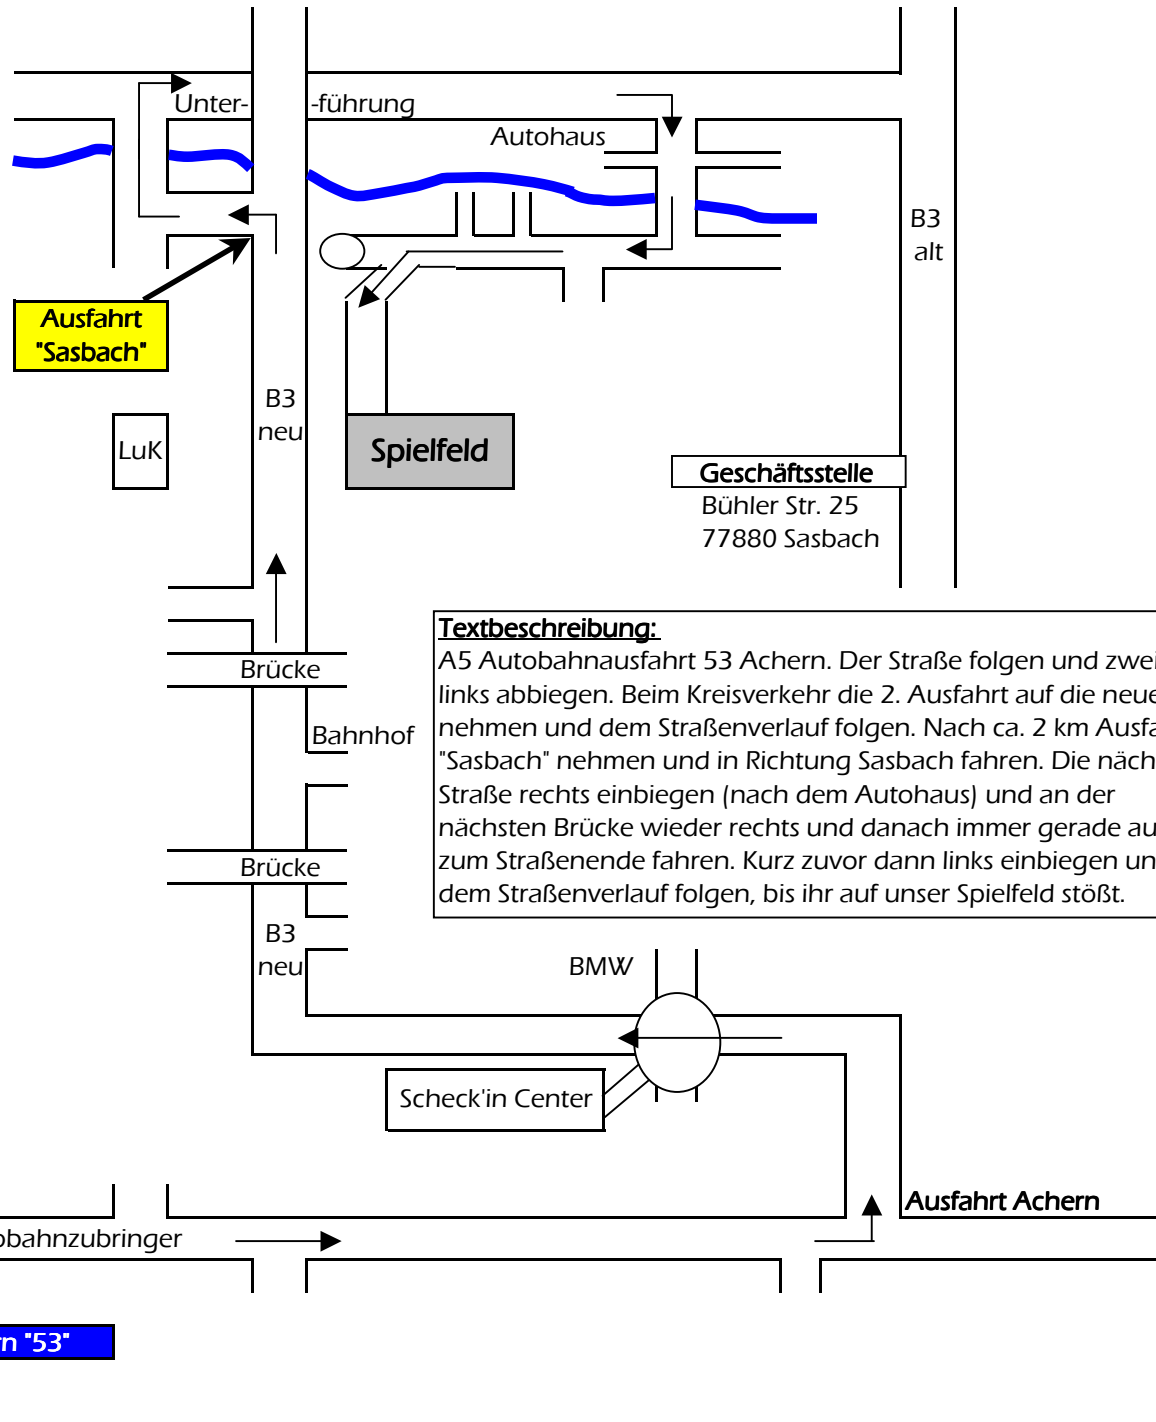 Unter- -führung
Autohaus
B3
alt
Ausfahrt
"Sasbach"
B3
neu
LuK
Spielfeld
Geschäftsstelle
Bühler Str. 25
77880 Sasbach
Textbeschreibung:
A5 Autobahnausfahrt 53 Achern. Der Straße folgen und zwei
links abbiegen. Beim Kreisverkehr die 2. Ausfahrt auf die neue
nehmen und dem Straßenverlauf folgen. Nach ca. 2 km Ausfa
"Sasbach" nehmen und in Richtung Sasbach fahren. Die näch
Straße rechts einbiegen (nach dem Autohaus) und an der
nächsten Brücke wieder rechts und danach immer gerade au
zum Straßenende fahren. Kurz zuvor dann links einbiegen un
dem Straßenverlauf folgen, bis ihr auf unser Spielfeld stößt.
Brücke
Bahnhof
Brücke
B3
neu
BMW
Scheck'in Center
Ausfahrt Achern
obahnzubringer
rn "53"